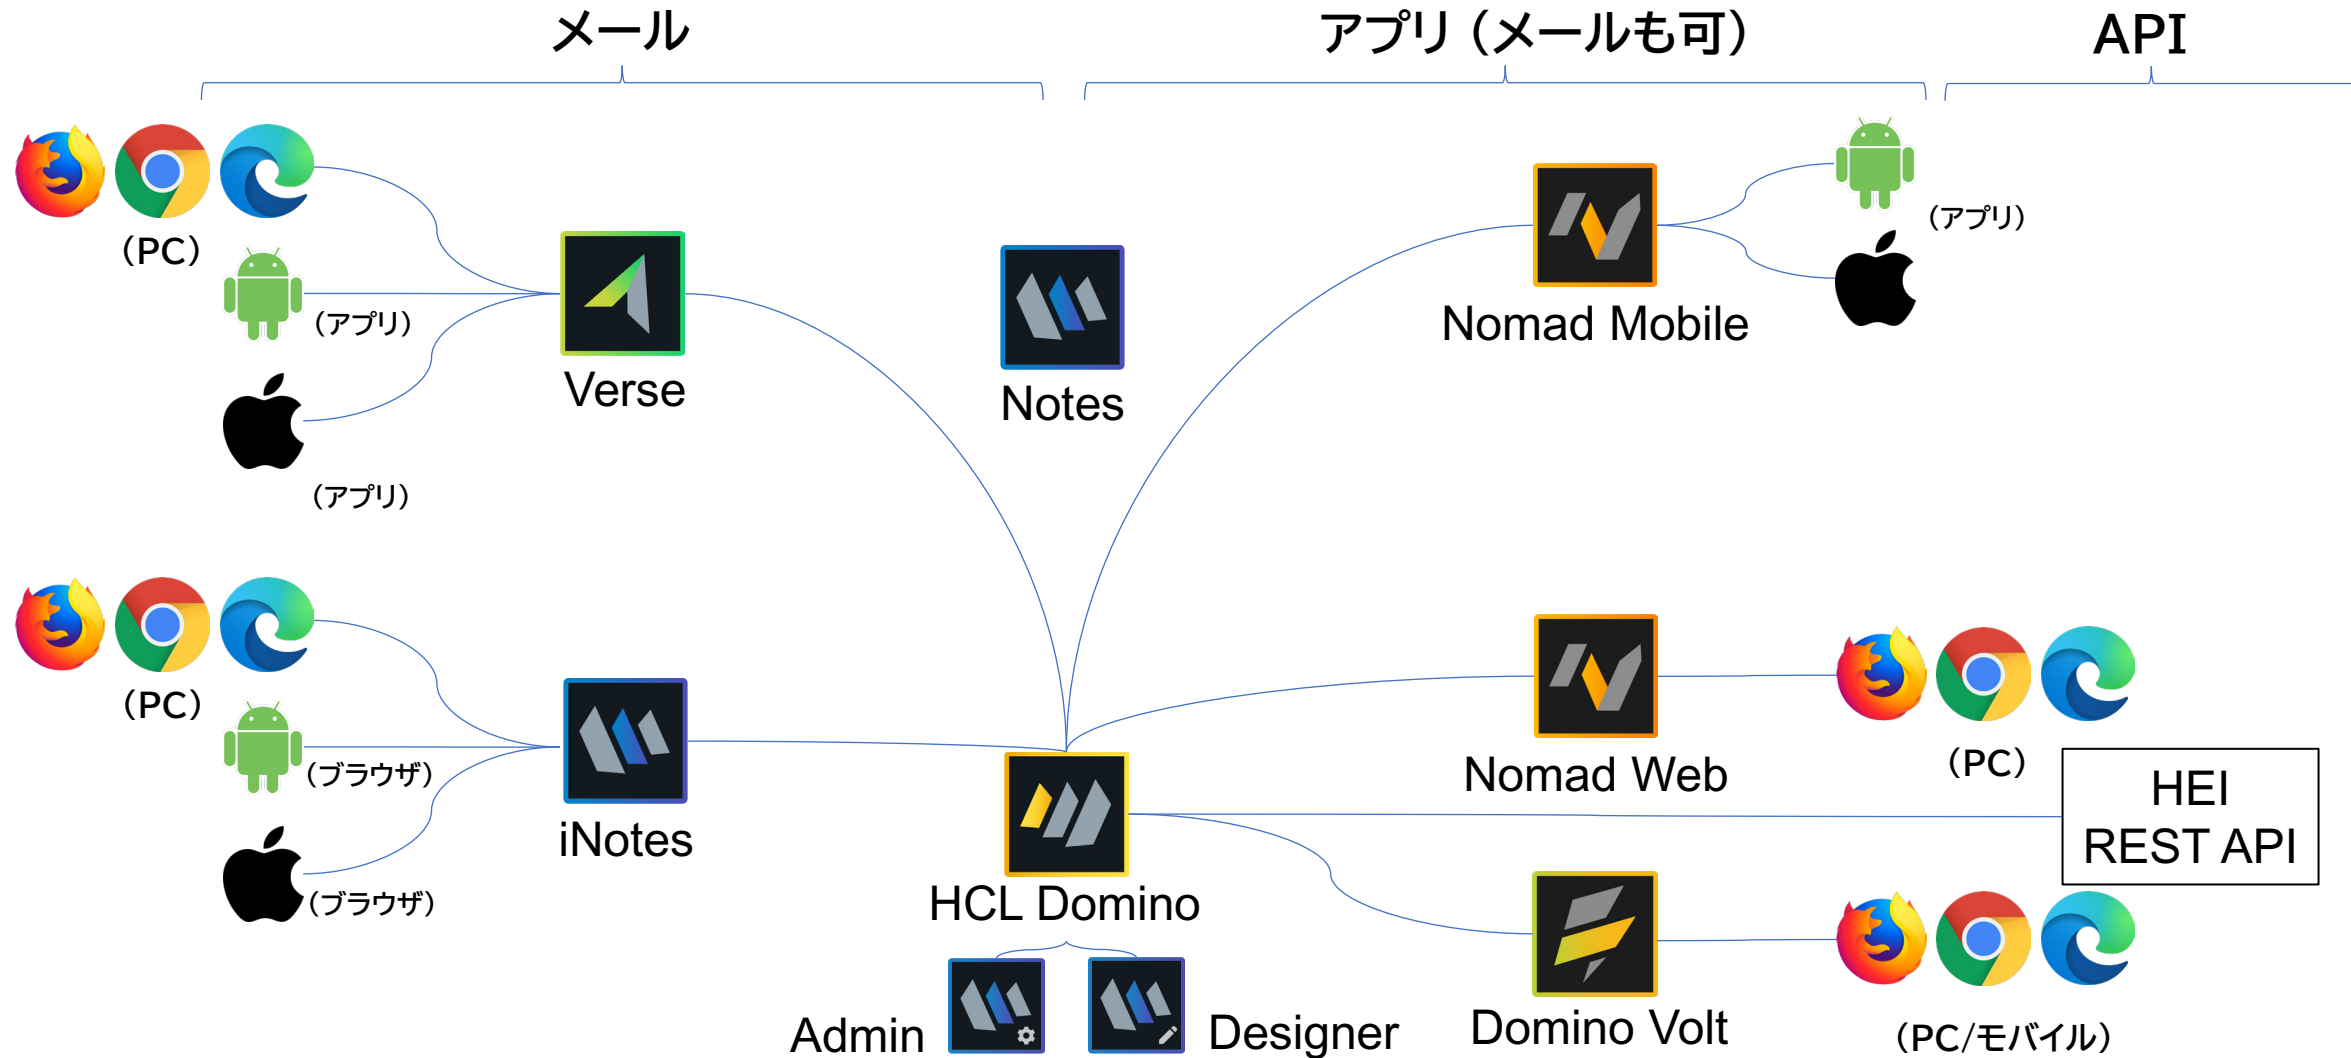 メール
アプリ（メールも可）
API
（PC）
（アプリ）
（アプリ）
Verse
Notes
Nomad Mobile
（アプリ）
（PC）
（ブラウザ）
（ブラウザ）
iNotes
HCL Domino
Admin
Designer
Nomad Web
（PC）
HEI
REST API
Domino Volt
（PC/モバイル）